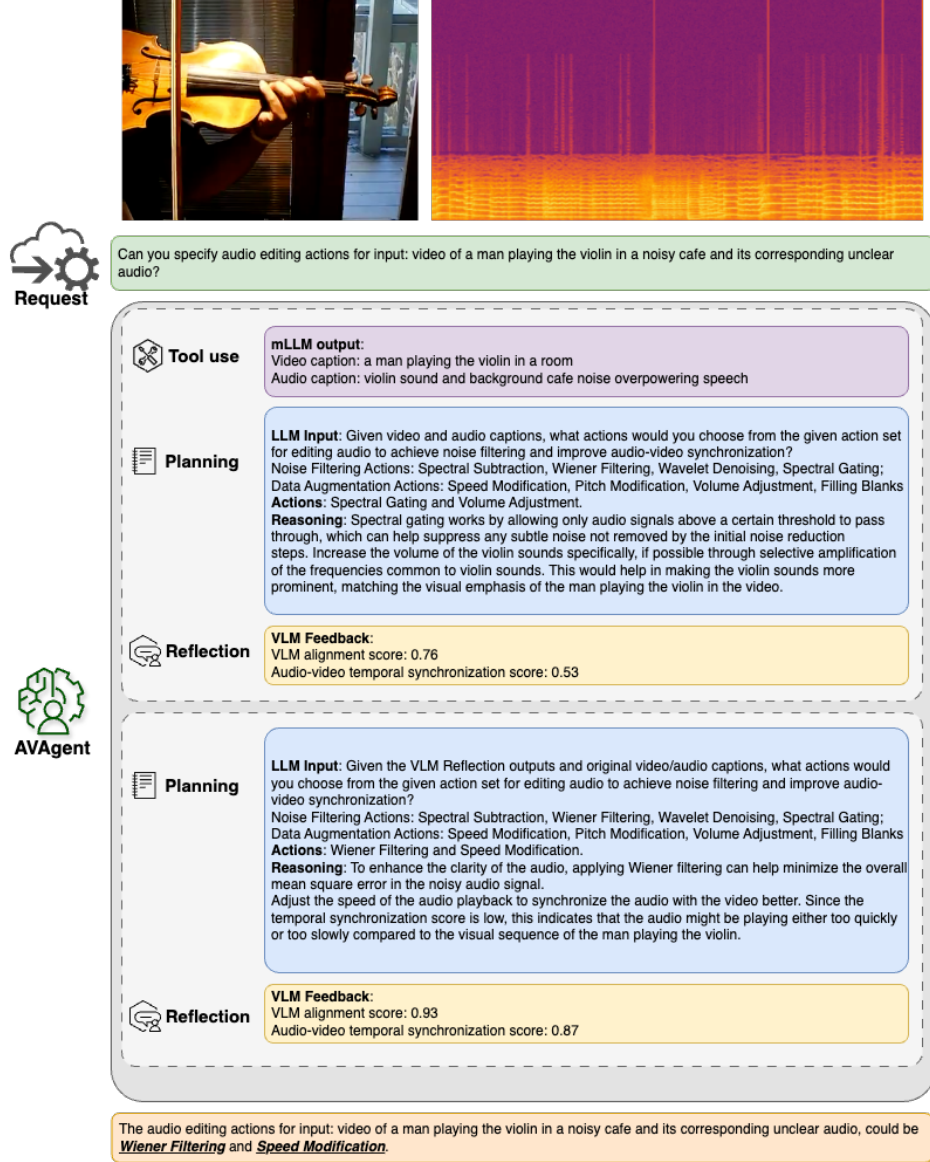 Can you specify audio editing actions for input: video of a man playing the violin in a noisy cafe and its corresponding unclear
audio?
Request
Tool use
mLLM output:
Video caption: a man playing the violin in a room
Audio caption: violin sound and background cafe noise overpowering speech
Planning
LLM Input: Given video and audio captions, what actions would you choose from the given action set
for editing audio to achieve noise filtering and improve audio-video synchronization?
Noise Filtering Actions: Spectral Subtraction, Wiener Filtering, Wavelet Denoising, Spectral Gating;
Data Augmentation Actions: Speed Modification, Pitch Modification, Volume Adjustment, Filling Blanks
Actions: Spectral Gating and Volume Adjustment.
Reasoning: Spectral gating works by allowing only audio signals above a certain threshold to pass
through, which can help suppress any subtle noise not removed by the initial noise reduction
steps. Increase the volume of the violin sounds specifically, if possible through selective amplification
of the frequencies common to violin sounds. This would help in making the violin sounds more
prominent, matching the visual emphasis of the man playing the violin in the video.
Reflection
VLM Feedback:
VLM alignment score: 0.76
Audio-video temporal synchronization score: 0.53
AVAgent
Planning
LLM Input: Given the VLM Reflection outputs and original video/audio captions, what actions would
you choose from the given action set for editing audio to achieve noise filtering and improve audio-
video synchronization?
Noise Filtering Actions: Spectral Subtraction, Wiener Filtering, Wavelet Denoising, Spectral Gating;
Data Augmentation Actions: Speed Modification, Pitch Modification, Volume Adjustment, Filling Blanks
Actions: Wiener Filtering and Speed Modification.
Reasoning: To enhance the clarity of the audio, applying Wiener filtering can help minimize the overall
mean square error in the noisy audio signal.
Adjust the speed of the audio playback to synchronize the audio with the video better. Since the
temporal synchronization score is low, this indicates that the audio might be playing either too quickly
or too slowly compared to the visual sequence of the man playing the violin.
Reflection
VLM Feedback:
VLM alignment score: 0.93
Audio-video temporal synchronization score: 0.87
The audio editing actions for input: video of a man playing the violin in a noisy cafe and its corresponding unclear audio, could be
Wiener Filtering and Speed Modification.